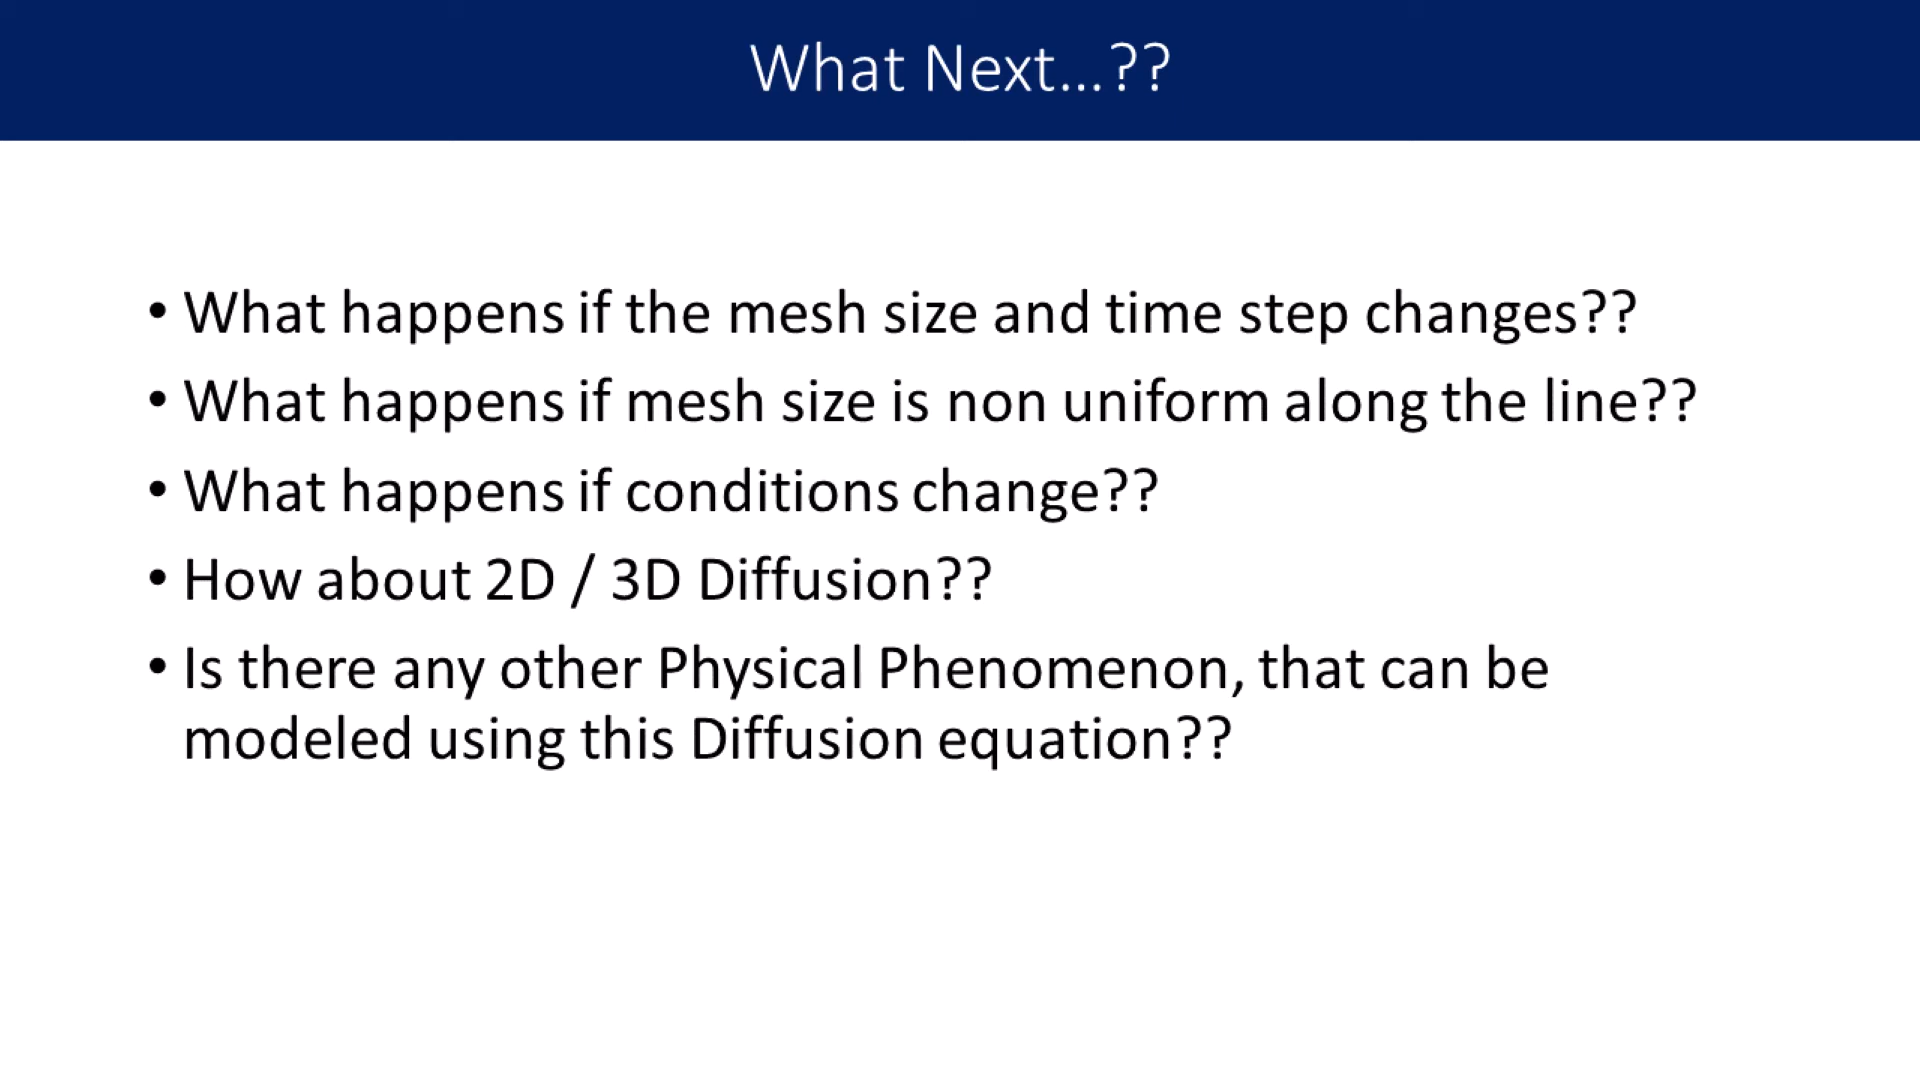 What Next...??
• What happens if the mesh size and time step changes??
• What happens if mesh size is non uniform along the line??
• What happens if conditions change??
• How about 2D / 3D Diffusion??
• Is there any other Physical Phenomenon, that can be
modeled using this Diffusion equation??